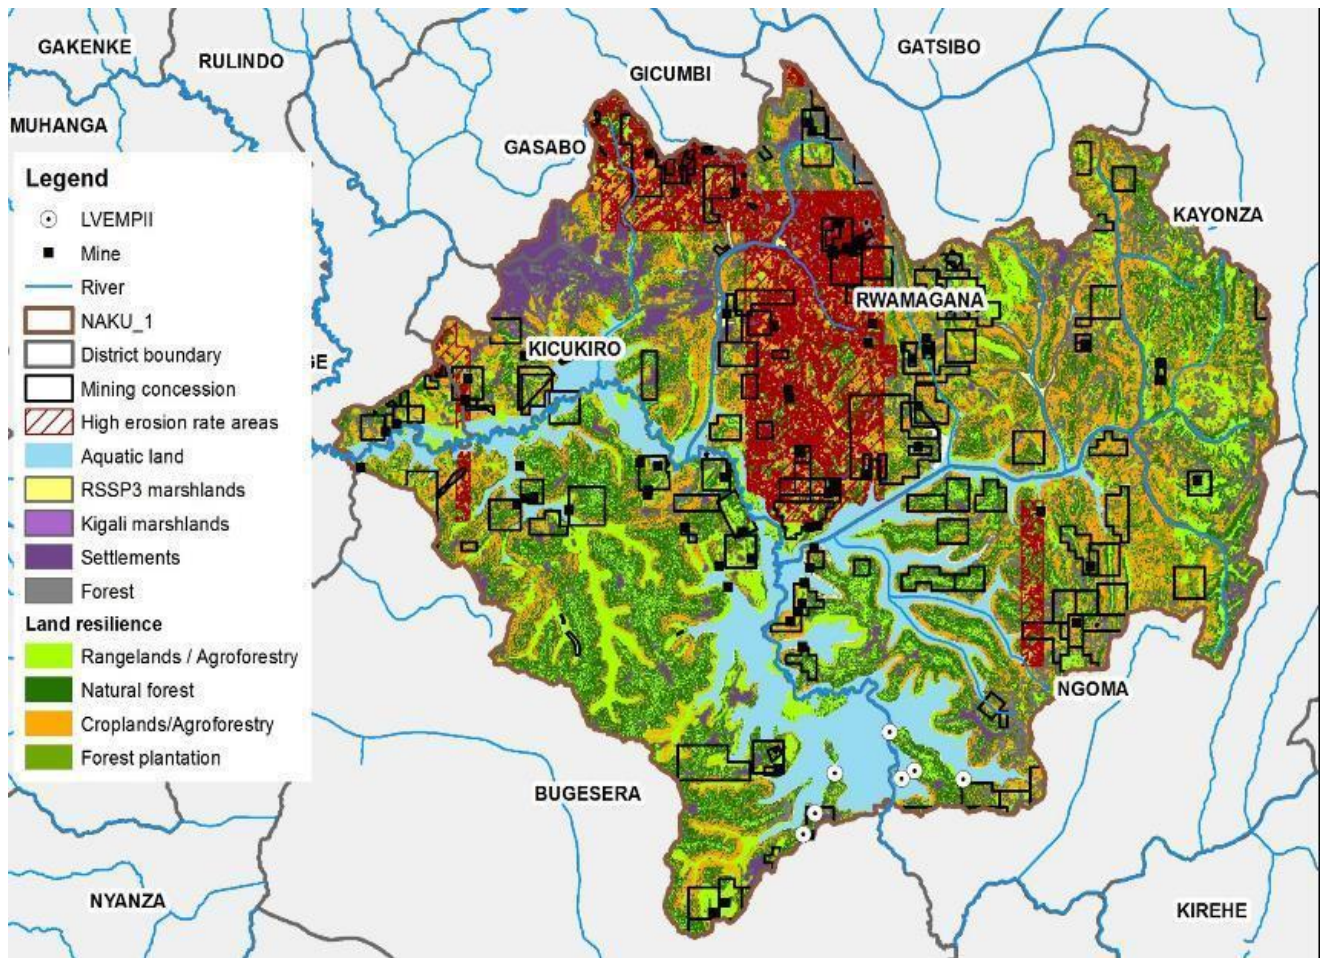 GAKENKE
RULINDO
GATSIBO
GICUMBI
MUHANGA
GASABO
KAYONZA
RWAMAGANA
KICUKIRO
GE
NGOMA
BUGESERA
NYANZA
KIREHE
Legend
LVEMPII
Mine
River
NAKU_1
District boundary
Mining concession
High erosion rate areas
Aquatic land
RSSP3 marshlands
Kigali marshlands
Settlements
Forest
Land resilience
Rangelands / Agroforestry
Natural forest
Croplands/Agroforestry
Forest plantation